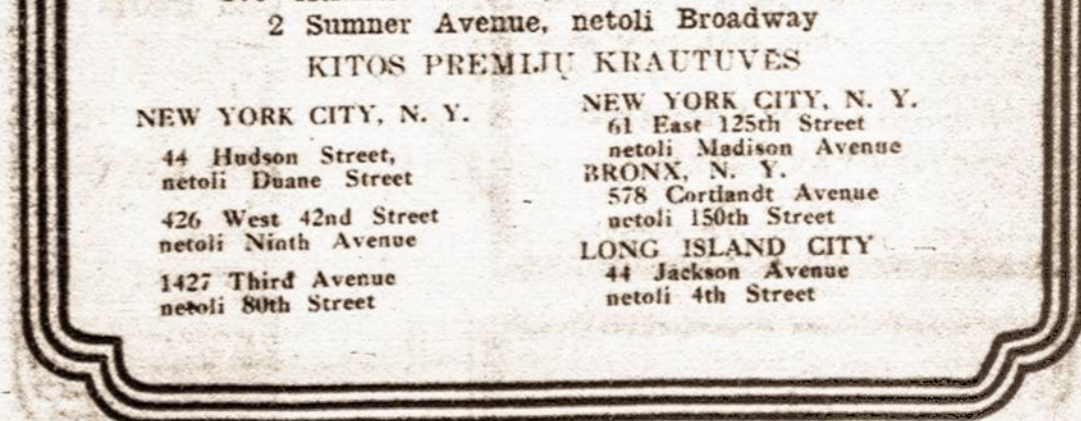 2 Sumner Avenue, netoli Broadway
KITOS PREMIJŲ KRAUTUVĖS
NEW YORK CITY, N. Y.
44 Hudson Street,
netoli Duane Street
426 West 42nd Street
netoli Ninth Avenue
1427 Third Avenue
netoli 80th Street
NEW YORK CITY, N. Y.
61 East 125th Street
netoli Madison Avenue
BRONX, N. Y.
578 Cortlandt Avenue
netoli 150th Street
LONG ISLAND CITY
44 Jackson Avenue
netoli 4th Street